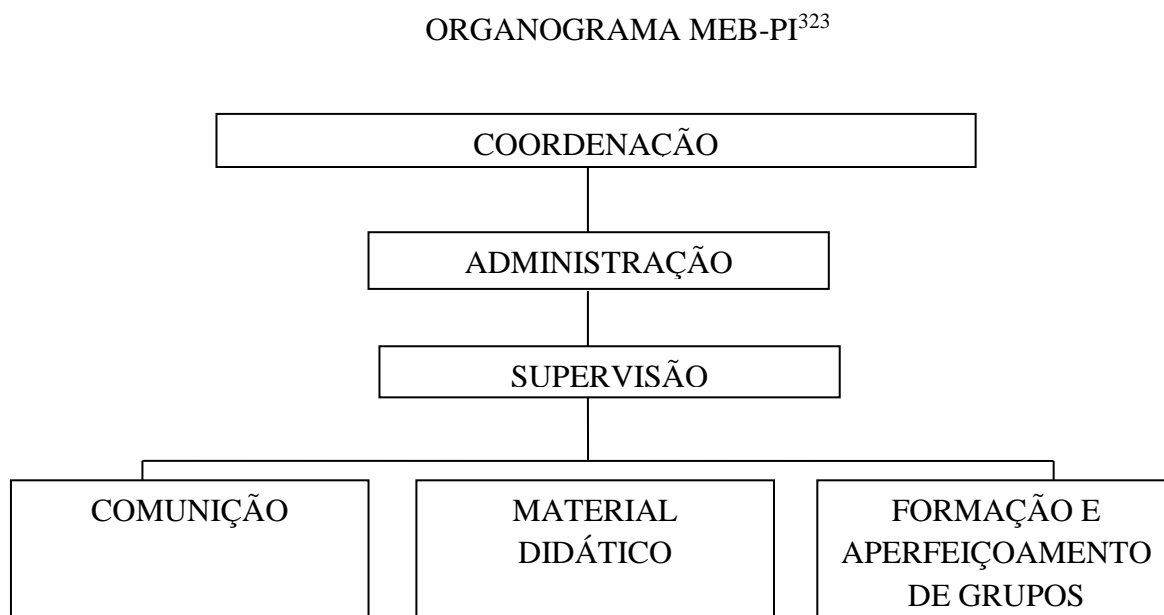 ORGANOGRAMA MEB-PI³²³
COORDENAÇÃO
ADMINISTRAÇÃO
SUPERVISÃO
COMUNIÇÃO
MATERIAL
DIDÁTICO
FORMAÇÃO E
APERFEIÇOAMENTO
DE GRUPOS